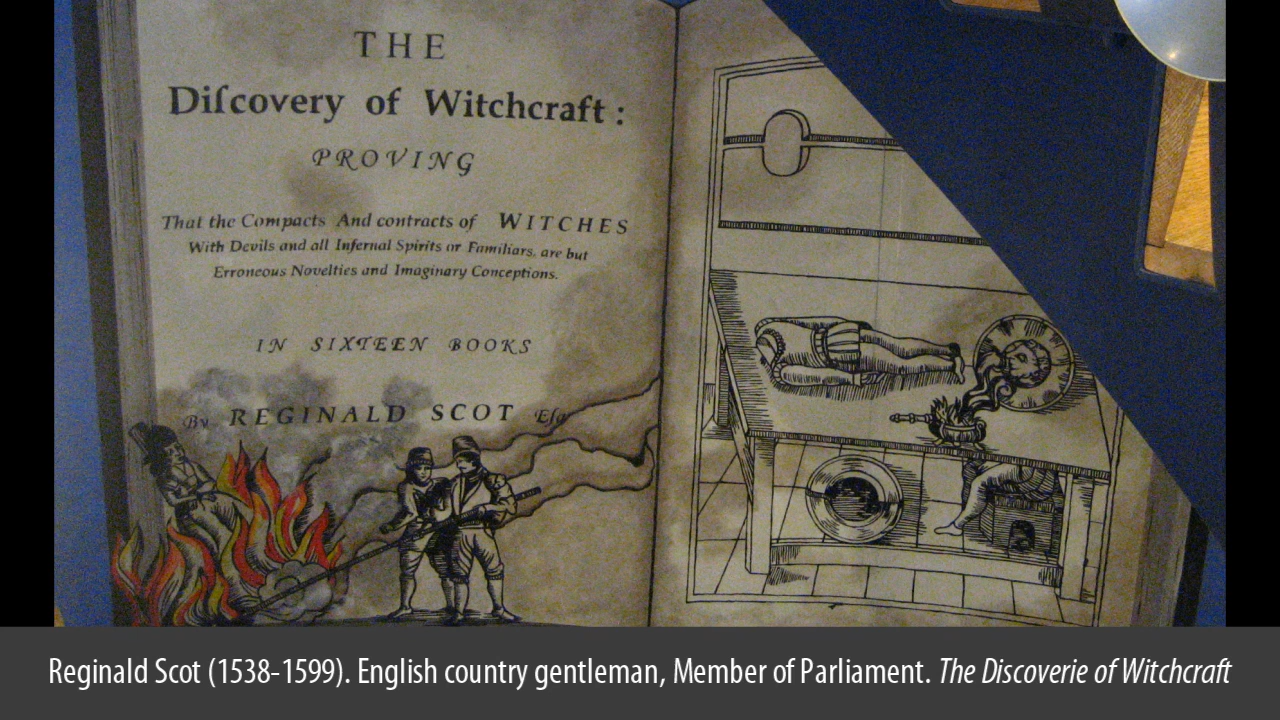 THE
Diſcovery of Witchcraft:
PROVING
That the Compacts And contracts of WITCHES
With Devils and all Infernal Spirits or Familiars, are but
Erroneous Novelties and Imaginary Conceptions.
IN SIXTEEN BOOKS
By REGINALD SCOT Eſq
Reginald Scot (1538-1599). English country gentleman, Member of Parliament. The Discoverie of Witchcraft